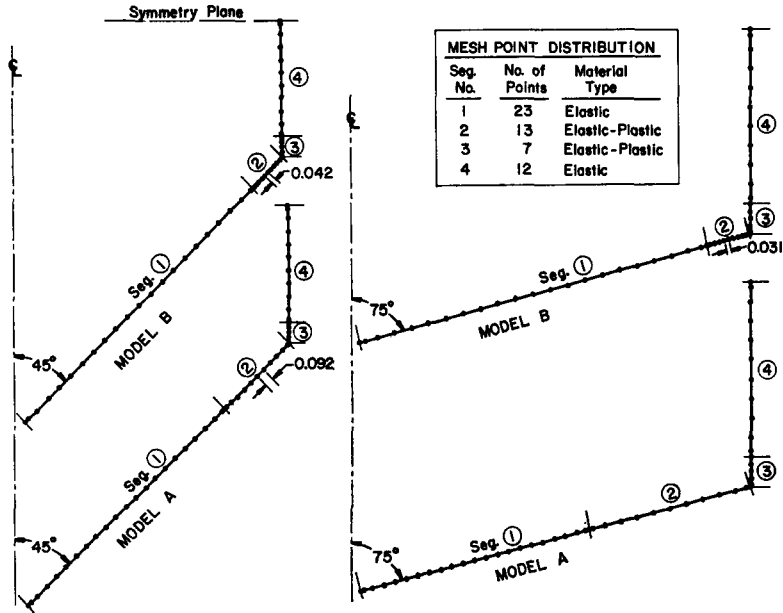 Symmetry Plane
℄
④
③
②
0.042
Seg. ①
MODEL B
45°
④
③
②
0.092
Seg. ①
MODEL A
45°
MESH POINT DISTRIBUTION
Seg. No. of Material
No. Points Type
1 23 Elastic
2 13 Elastic-Plastic
3 7 Elastic-Plastic
4 12 Elastic
℄
④
③
②
0.031
Seg. ①
75°
MODEL B
④
③
②
Seg. ①
75°
MODEL A